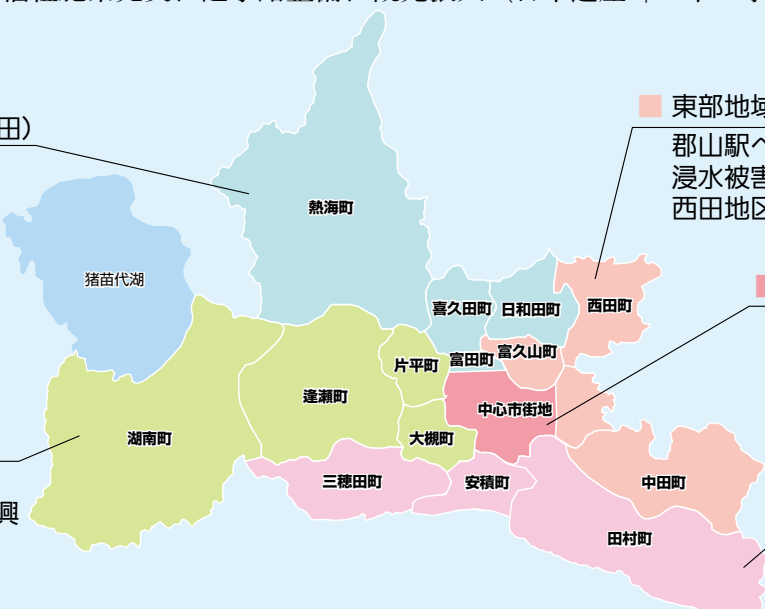 田)
東部地域
郡山駅へ
浸水被害
西田地区
熱海町
猪苗代湖
喜久田町
日和田町
西田町
富久山町
富田町
片平町
逢瀬町
中心市街地
大槻町
湖南町
三穂田町
安積町
中田町
興
田村町